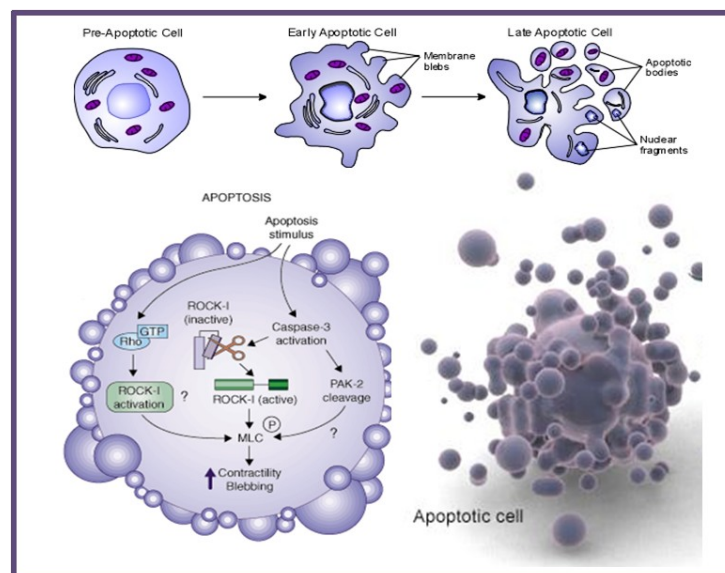 Pre-Apoptotic Cell
Early Apoptotic Cell
Late Apoptotic Cell
Membrane
blebs
Apoptotic
bodies
Nuclear
fragments
APOPTOSIS
Apoptosis
stimulus
ROCK-I
(inactive)
GTP
Rho
Caspase-3
activation
ROCK-I
activation
?
ROCK-I (active)
PAK-2
cleavage
P
MLC
?
Contractility
Blebbing
Apoptotic cell